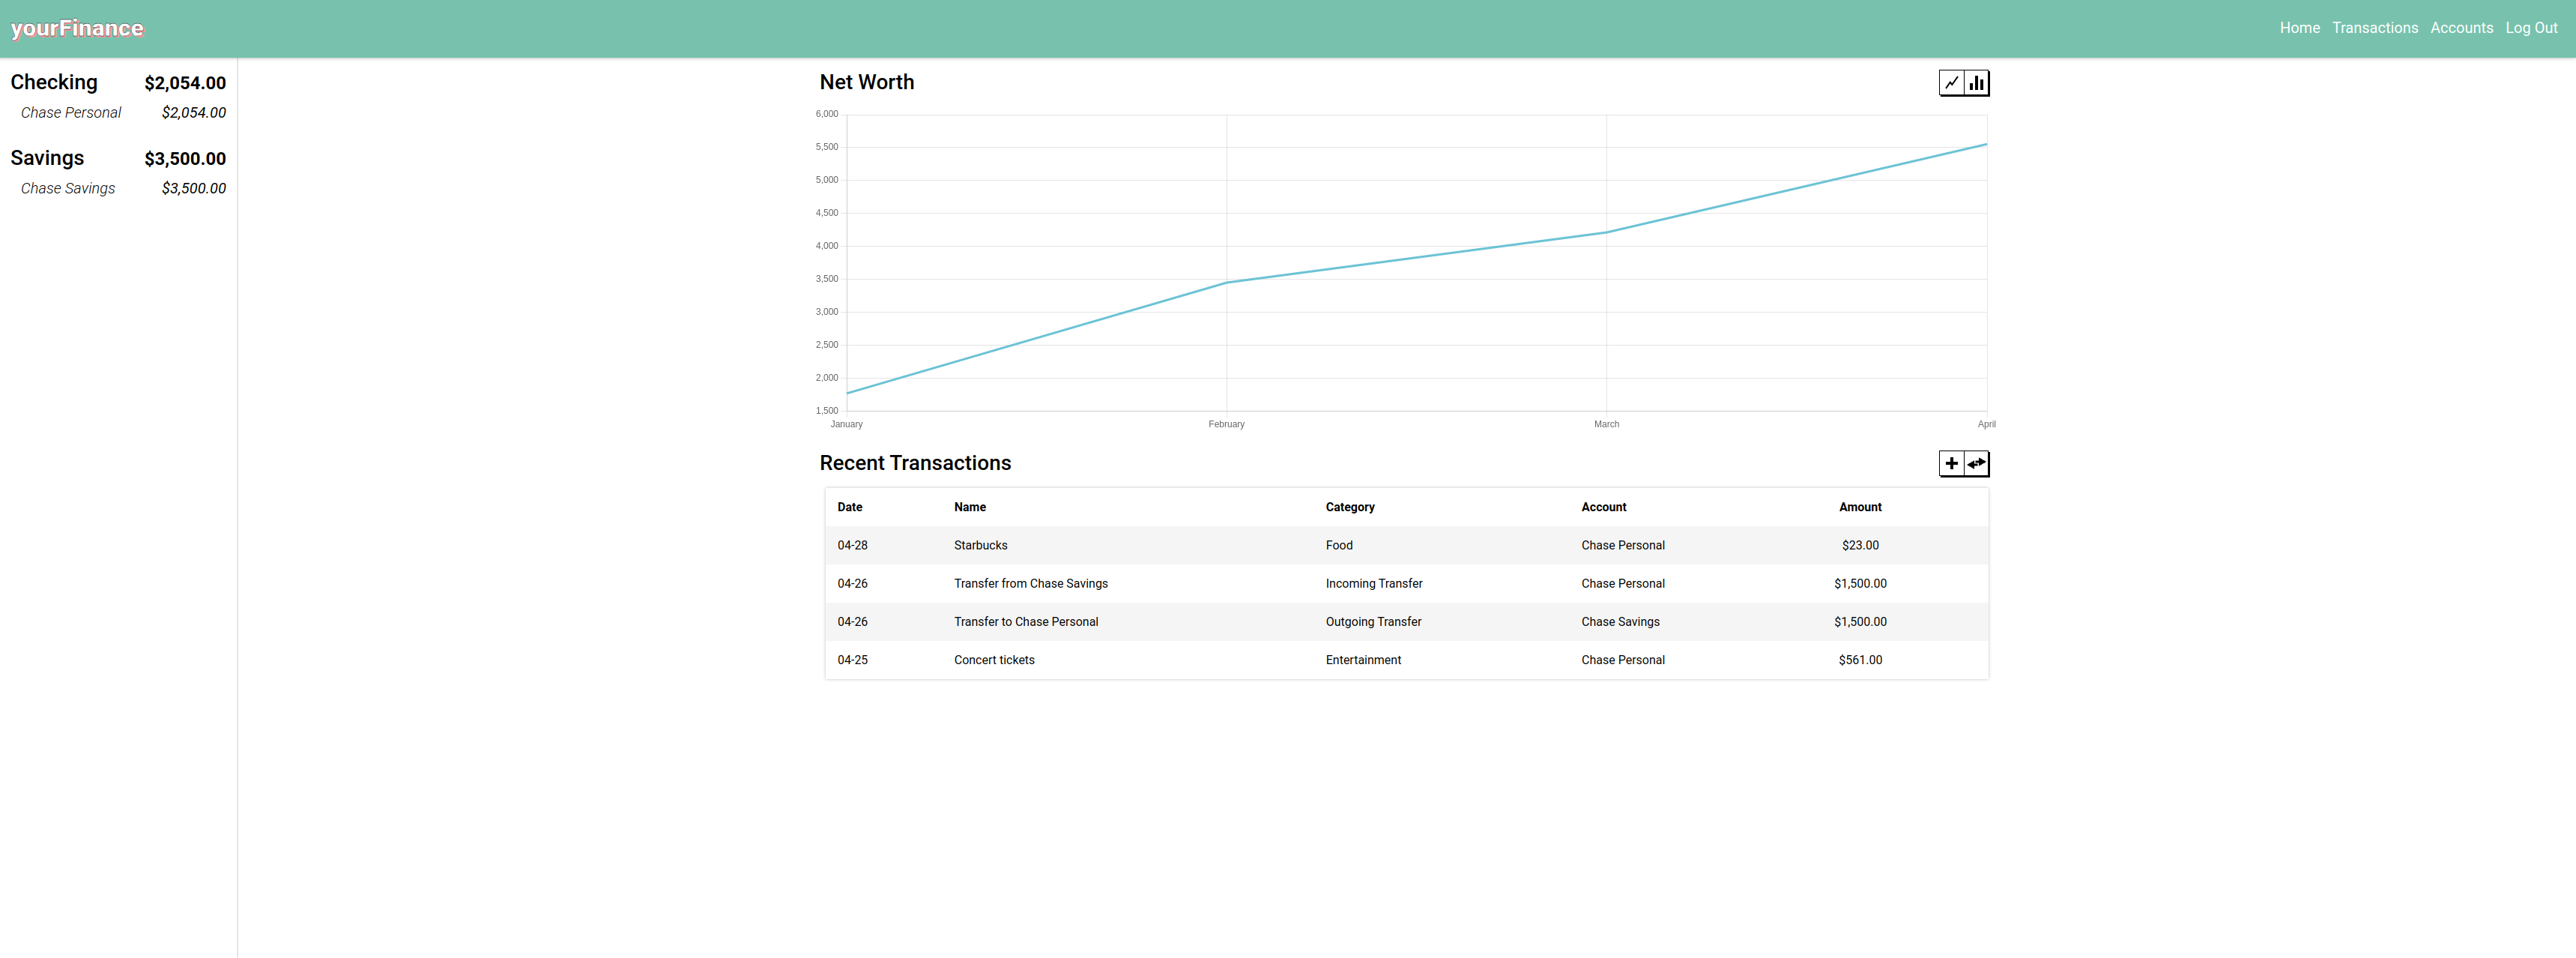 yourFinance
Home Transactions Accounts Log Out
Checking $2,054.00
Chase Personal $2,054.00
Savings $3,500.00
Chase Savings $3,500.00
Net Worth
6,000
5,500
5,000
4,500
4,000
3,500
3,000
2,500
2,000
1,500
January February March April
Recent Transactions
Date Name Category Account Amount
04-28 Starbucks Food Chase Personal $23.00
04-26 Transfer from Chase Savings Incoming Transfer Chase Personal $1,500.00
04-26 Transfer to Chase Personal Outgoing Transfer Chase Savings $1,500.00
04-25 Concert tickets Entertainment Chase Personal $561.00